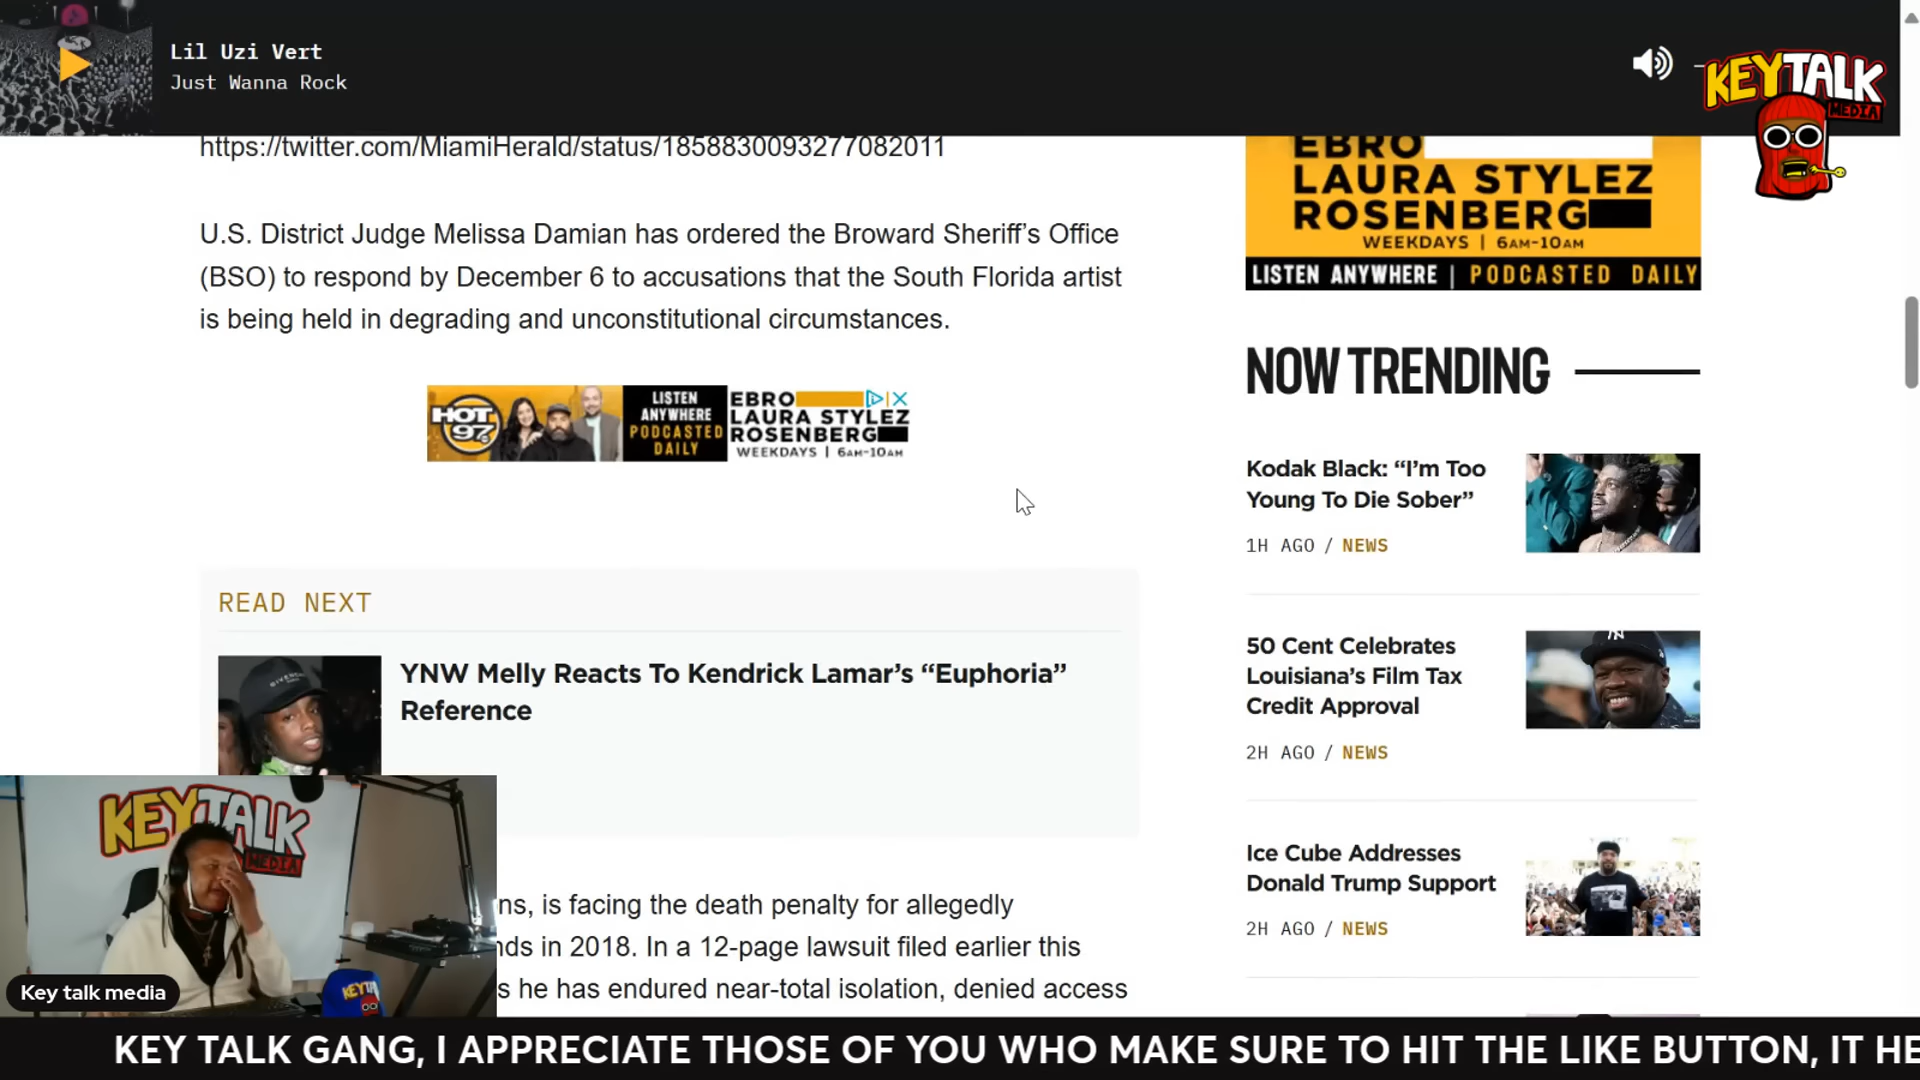 Lil Uzi Vert
Just Wanna Rock
KEYTALK
MEDIA
https://twitter.com/MiamiHerald/status/1858830093277082011
U.S. District Judge Melissa Damian has ordered the Broward Sheriff’s Office
(BSO) to respond by December 6 to accusations that the South Florida artist
is being held in degrading and unconstitutional circumstances.
HOT
97
LISTEN
ANYWHERE
PODCASTED
DAILY
EBRO
LAURA STYLEZ
ROSENBERG
WEEKDAYS | 6AM-10AM
READ NEXT
YNW Melly Reacts To Kendrick Lamar’s “Euphoria”
Reference
ns, is facing the death penalty for allegedly
nds in 2018. In a 12-page lawsuit filed earlier this
s he has endured near-total isolation, denied access
EBRO
LAURA STYLEZ
ROSENBERG
WEEKDAYS | 6AM-10AM
LISTEN ANYWHERE | PODCASTED DAILY
NOW TRENDING
Kodak Black: “I’m Too
Young To Die Sober”
1H AGO / NEWS
50 Cent Celebrates
Louisiana’s Film Tax
Credit Approval
2H AGO / NEWS
Ice Cube Addresses
Donald Trump Support
2H AGO / NEWS
KEYTALK
MEDIA
KEYTALK
Key talk media
KEY TALK GANG, I APPRECIATE THOSE OF YOU WHO MAKE SURE TO HIT THE LIKE BUTTON, IT HE